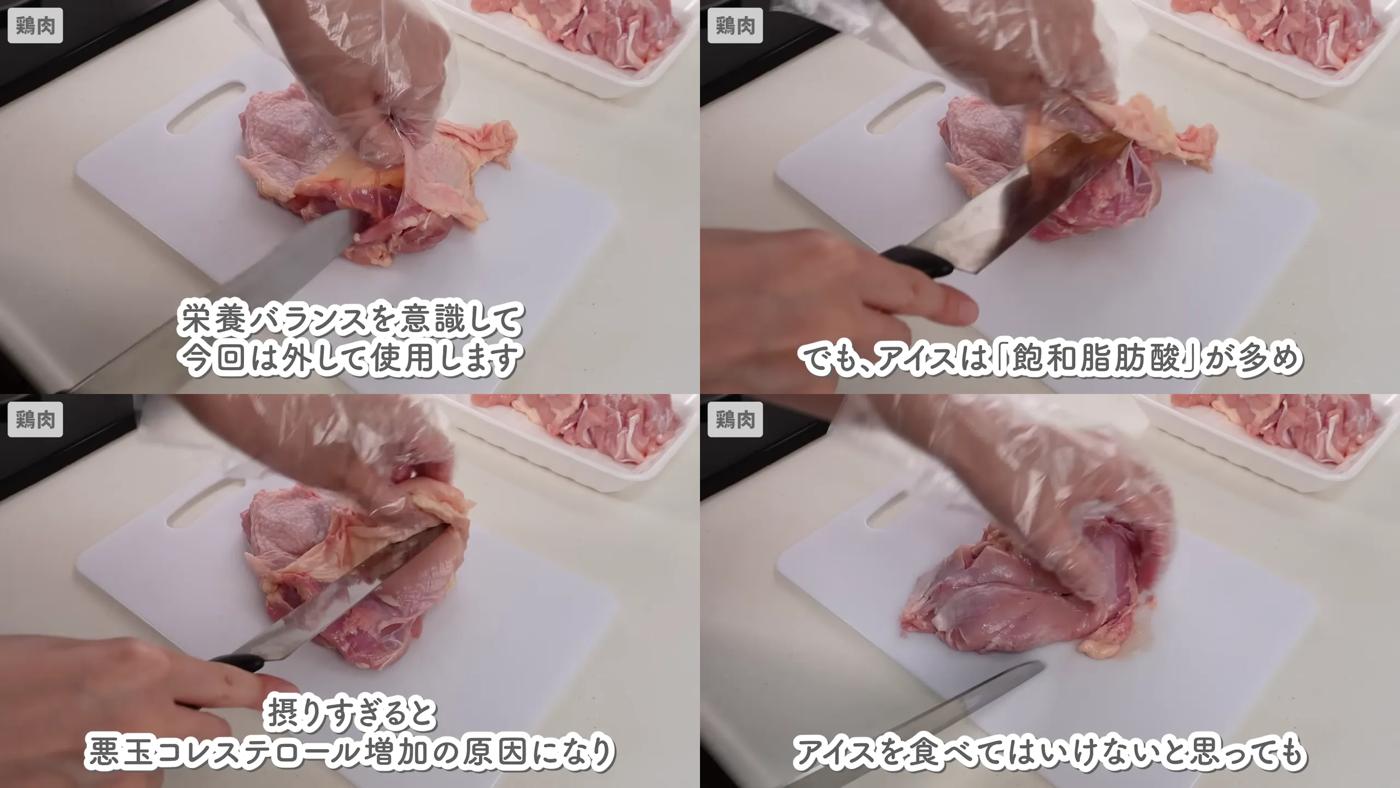 鶏肉
栄養バランスを意識して
今回は外して使用します
鶏肉
でも、アイスは「飽和脂肪酸」が多め
鶏肉
摂りすぎると
悪玉コレステロール増加の原因になり
鶏肉
アイスを食べてはいけないと思っても